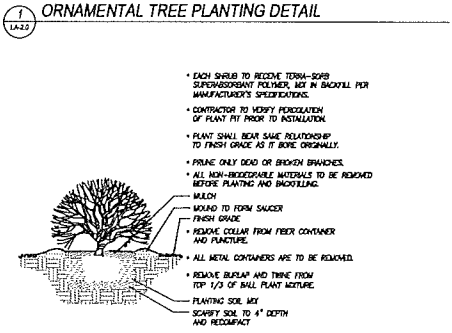 1
LA-2.0
ORNAMENTAL TREE PLANTING DETAIL
• EACH SHRUB TO RECEIVE TERRA-SORB
SUPERABSORBANT POLYMER, MIX IN BACKFILL PER
MANUFACTURER'S SPECIFICATIONS.
• CONTRACTOR TO VERIFY PERCOLATION
OF PLANT PIT PRIOR TO INSTALLATION.
• PLANT SHALL BEAR SAME RELATIONSHIP
TO FINISH GRADE AS IT BORE ORIGINALLY.
• PRUNE ONLY DEAD OR BROKEN BRANCHES.
• ALL NON-BIODEGRABLE MATERIALS TO BE REMOVED
BEFORE PLANTING AND BACKFILLING.
MULCH
MOUND TO FORM SAUCER
FINISH GRADE
• REMOVE COLLAR FROM FIBER CONTAINER
AND PUNCTURE.
• ALL METAL CONTAINERS ARE TO BE REMOVED.
• REMOVE BURLAP AND TWINE FROM
TOP 1/3 OF BALL PLANT MIXTURE.
PLANTING SOIL MIX
SCARIFY SOIL TO 4" DEPTH
AND RECOMPACT